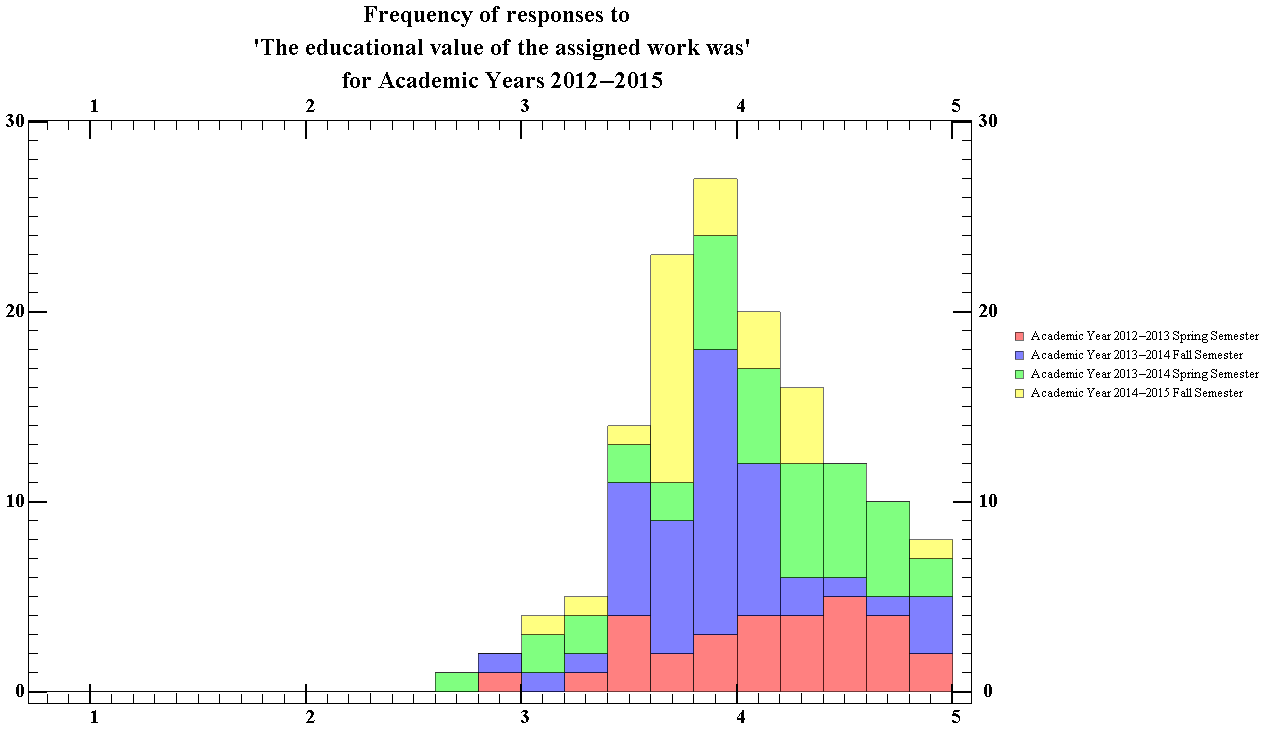 Frequency of responses to
'The educational value of the assigned work was'
for Academic Years 2012–2015
1 2 3 4 5
30 30
20 20
Academic Year 2012–2013 Spring Semester
Academic Year 2013–2014 Fall Semester
Academic Year 2013–2014 Spring Semester
Academic Year 2014–2015 Fall Semester
10 10
0 0
1 2 3 4 5